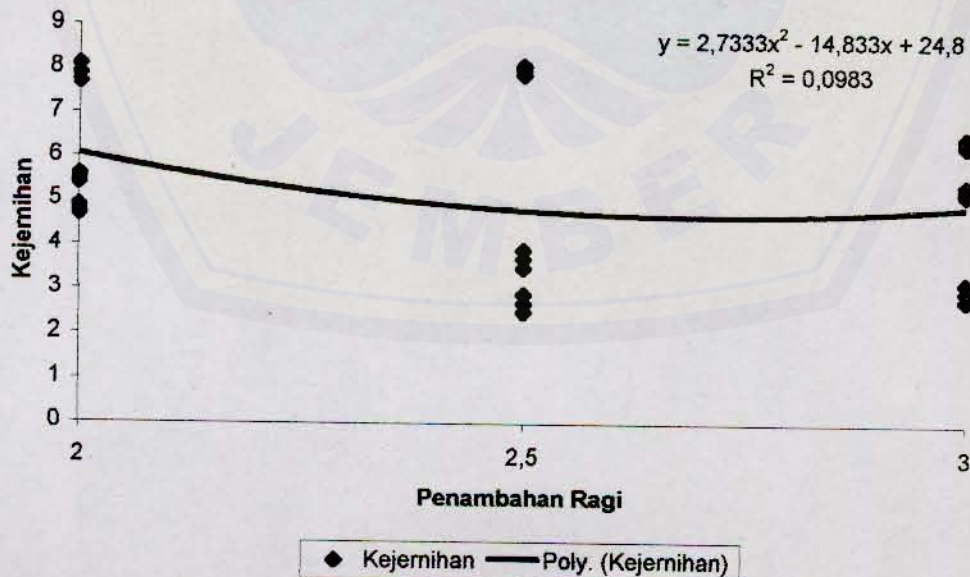 y = 2,7333x² - 14,833x + 24,8
R² = 0,0983
9
8
7
6
5
4
3
2
1
0
Kejernihan
2
2,5
3
Penambahan Ragi
Kejernihan
Poly. (Kejernihan)
JEMBER